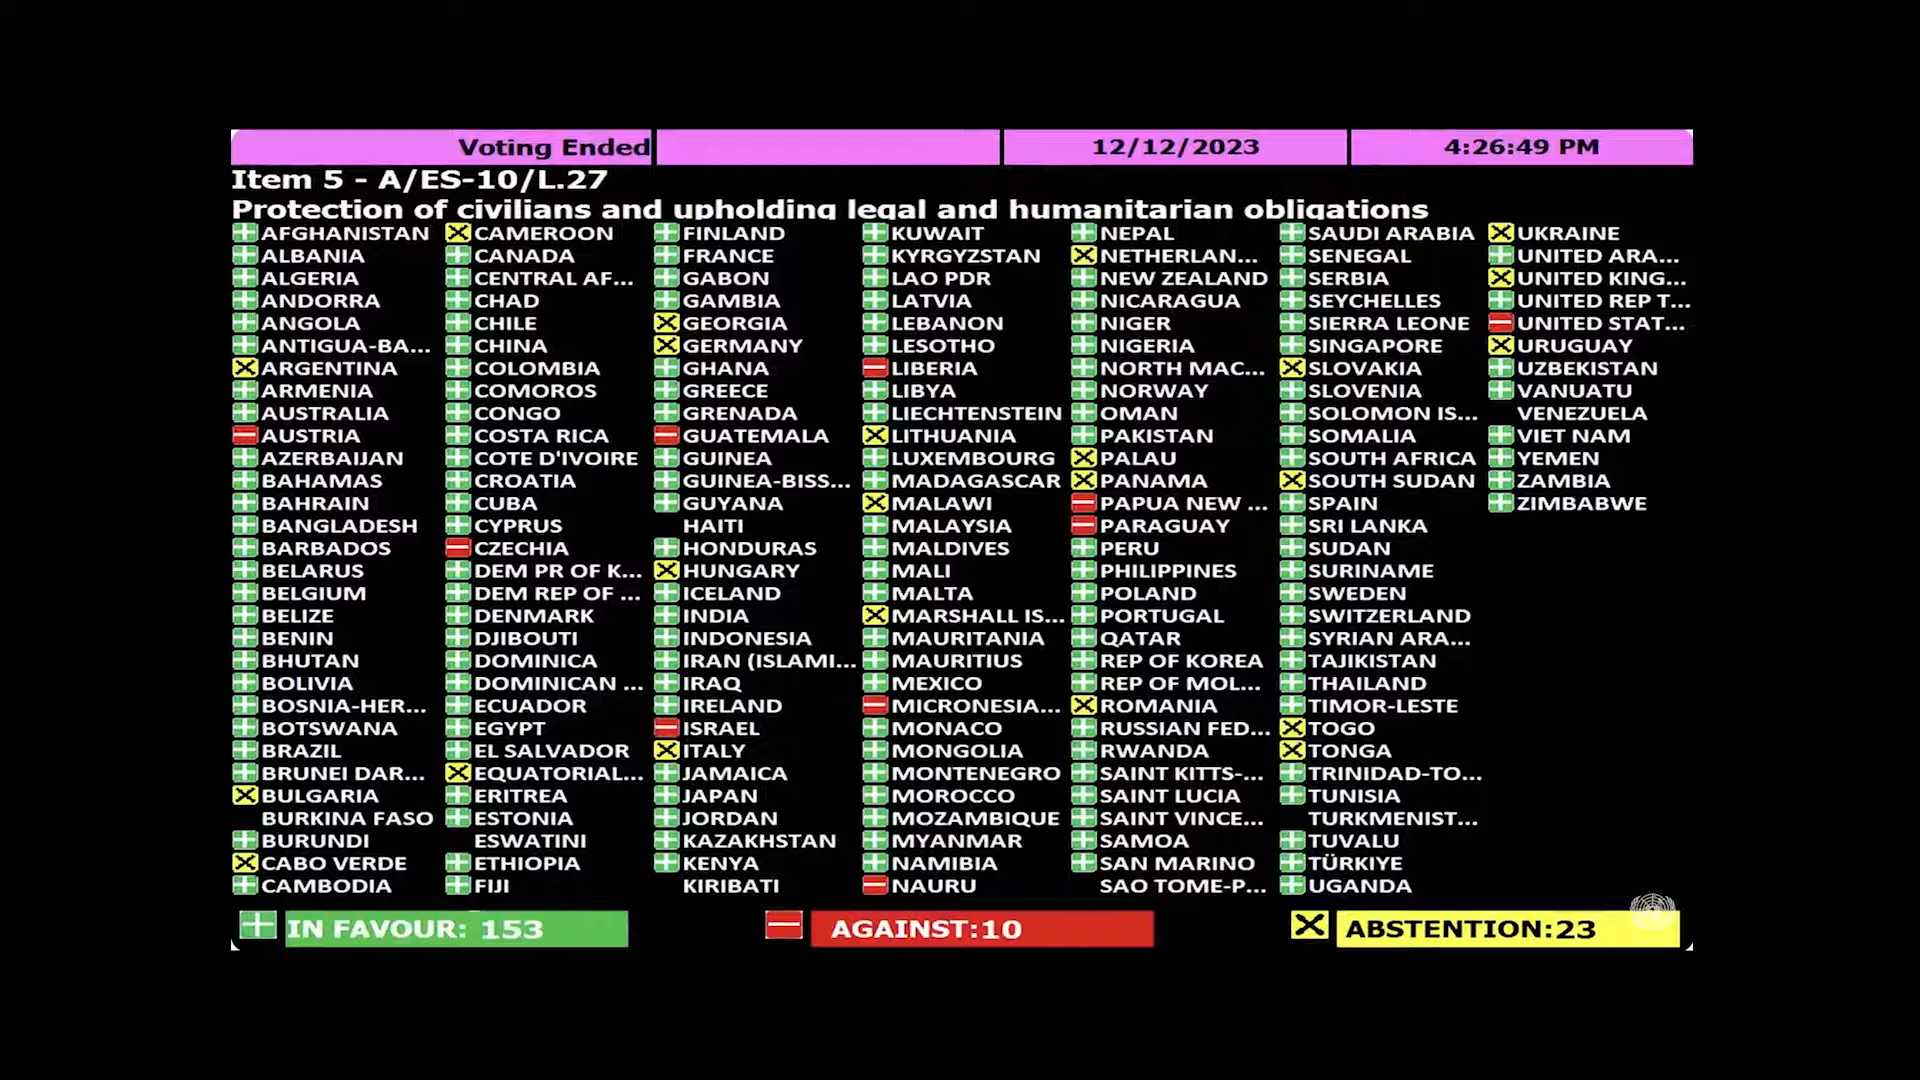 Voting Ended 12/12/2023 4:26:49 PM
Item 5 - A/ES-10/L.27
Protection of civilians and upholding legal and humanitarian obligations
AFGHANISTAN CAMEROON FINLAND KUWAIT NEPAL SAUDI ARABIA UKRAINE
ALBANIA CANADA FRANCE KYRGYZSTAN NETHERLAN... SENEGAL UNITED ARA...
ALGERIA CENTRAL AF... GABON LAO PDR NEW ZEALAND SERBIA UNITED KING...
ANDORRA CHAD GAMBIA LATVIA NICARAGUA SEYCHELLES UNITED REP T...
ANGOLA CHILE GEORGIA LEBANON NIGER SIERRA LEONE UNITED STAT...
ANTIGUA-BA... CHINA GERMANY LESOTHO NIGERIA SINGAPORE URUGUAY
ARGENTINA COLOMBIA GHANA LIBERIA NORTH MAC... SLOVAKIA UZBEKISTAN
ARMENIA COMOROS GREECE LIBYA NORWAY SLOVENIA VANUATU
AUSTRALIA CONGO GRENADA LIECHTENSTEIN OMAN SOLOMON IS... VENEZUELA
AUSTRIA COSTA RICA GUATEMALA LITHUANIA PAKISTAN SOMALIA VIET NAM
AZERBAIJAN COTE D'IVOIRE GUINEA LUXEMBOURG PALAU SOUTH AFRICA YEMEN
BAHAMAS CROATIA GUINEA-BISS... MADAGASCAR PANAMA SOUTH SUDAN ZAMBIA
BAHRAIN CUBA GUYANA MALAWI PAPUA NEW ... SPAIN ZIMBABWE
BANGLADESH CYPRUS HAITI MALAYSIA PARAGUAY SRI LANKA
BARBADOS CZECHIA HONDURAS MALDIVES PERU SUDAN
BELARUS DEM PR OF K... HUNGARY MALI PHILIPPINES SURINAME
BELGIUM DEM REP OF ... ICELAND MALTA POLAND SWEDEN
BELIZE DENMARK INDIA MARSHALL IS... PORTUGAL SWITZERLAND
BENIN DJIBOUTI INDONESIA MAURITANIA QATAR SYRIAN ARA...
BHUTAN DOMINICA IRAN (ISLAMI... MAURITIUS REP OF KOREA TAJIKISTAN
BOLIVIA DOMINICAN ... IRAQ MEXICO REP OF MOL... THAILAND
BOSNIA-HER... ECUADOR IRELAND MICRONESIA... ROMANIA TIMOR-LESTE
BOTSWANA EGYPT ISRAEL MONACO RUSSIAN FED... TOGO
BRAZIL EL SALVADOR ITALY MONGOLIA RWANDA TONGA
BRUNEI DAR... EQUATORIAL... JAMAICA MONTENEGRO SAINT KITTS-... TRINIDAD-TO...
BULGARIA ERITREA JAPAN MOROCCO SAINT LUCIA TUNISIA
BURKINA FASO ESTONIA JORDAN MOZAMBIQUE SAINT VINCE... TURKMENIST...
BURUNDI ESWATINI KAZAKHSTAN MYANMAR SAMOA TUVALU
CABO VERDE ETHIOPIA KENYA NAMIBIA SAN MARINO TÜRKIYE
CAMBODIA FIJI KIRIBATI NAURU SAO TOME-P... UGANDA
IN FAVOUR: 153 AGAINST:10 ABSTENTION:23